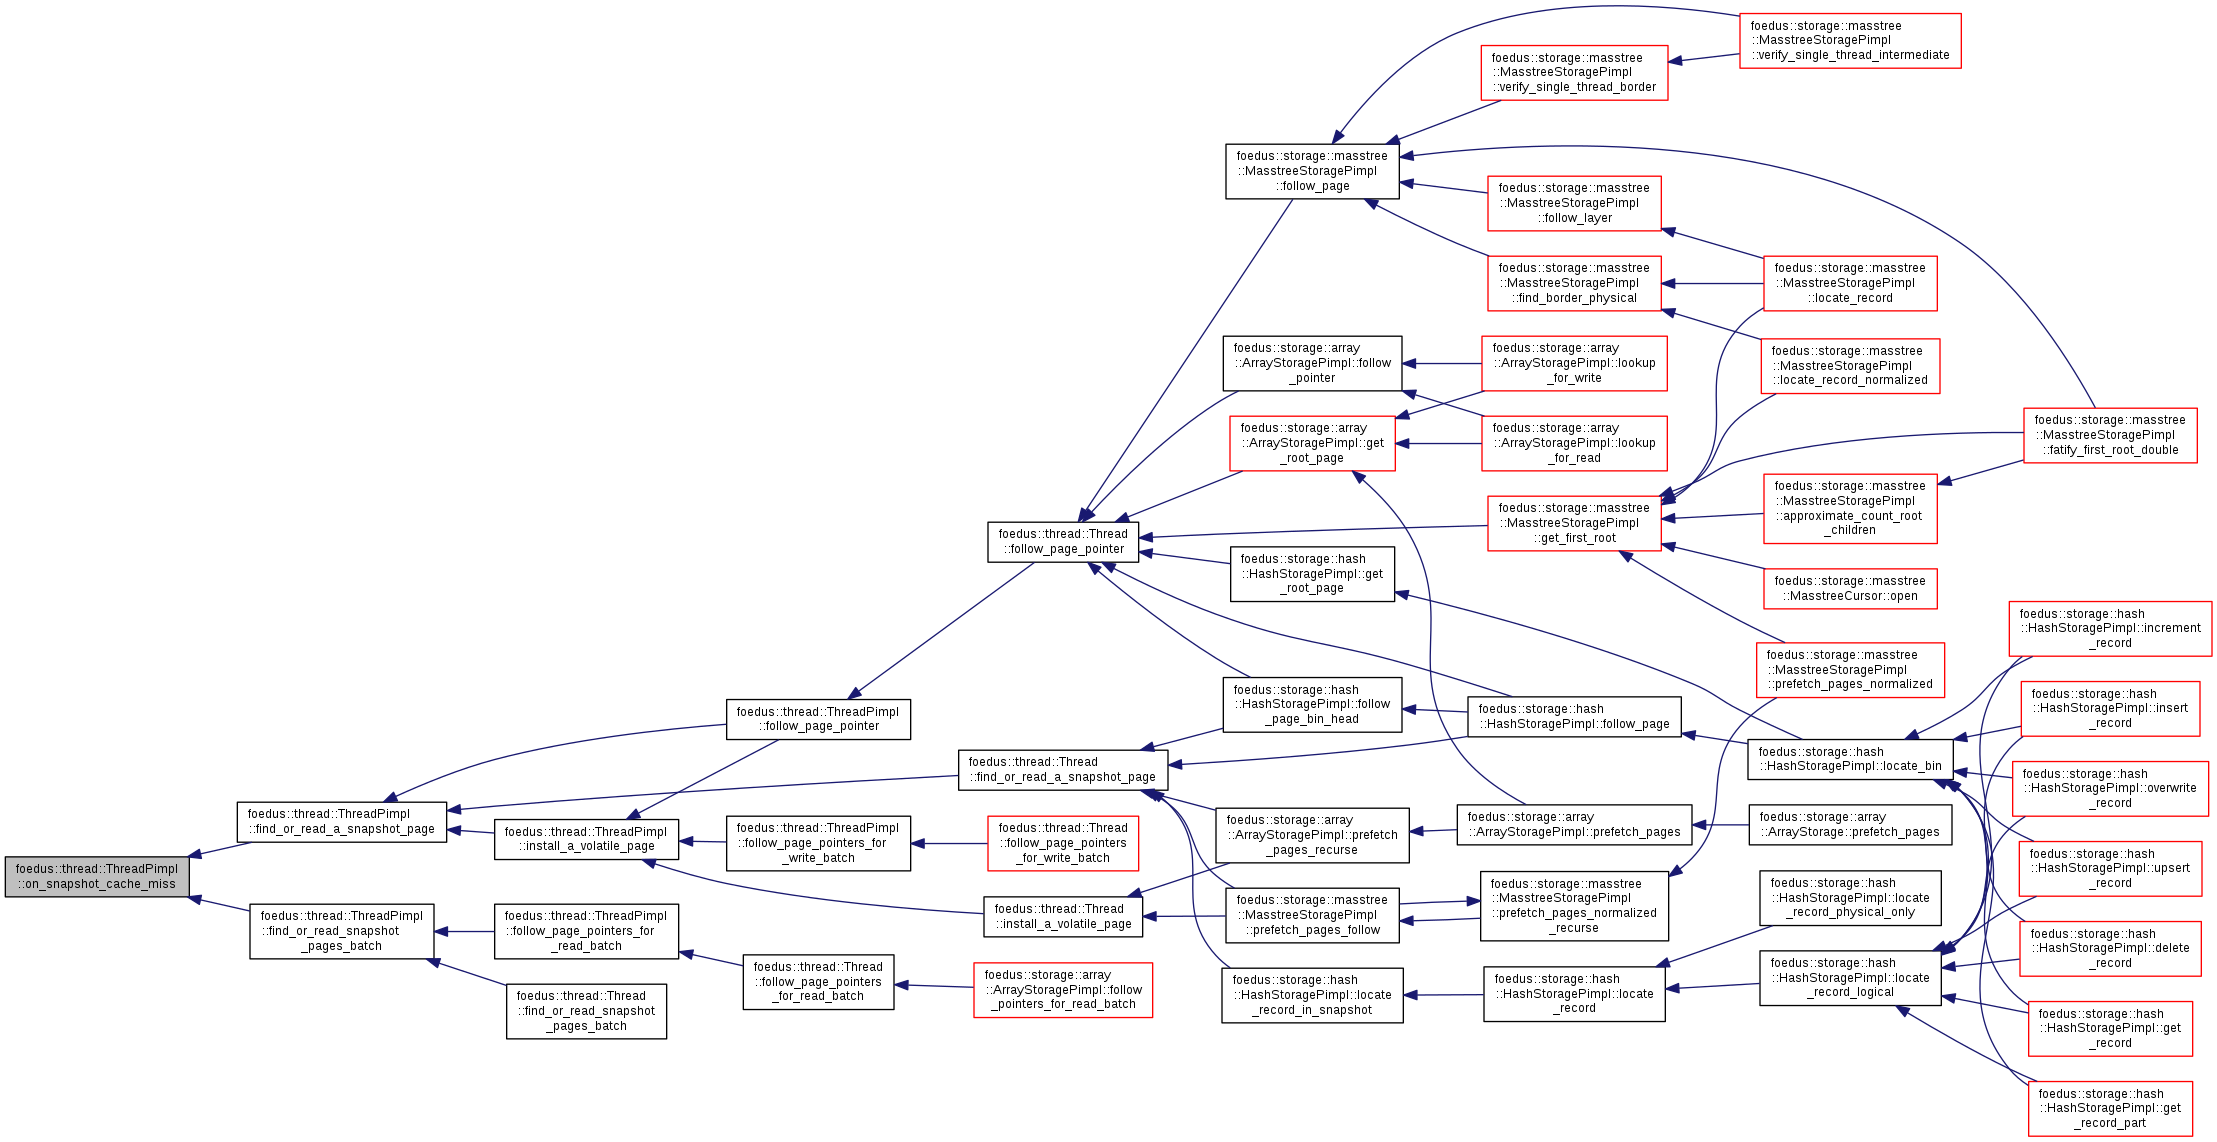 foedus::thread::ThreadPimpl
::on_snapshot_cache_miss
foedus::thread::ThreadPimpl
::find_or_read_a_snapshot_page
foedus::thread::ThreadPimpl
::find_or_read_snapshot
_pages_batch
foedus::thread::ThreadPimpl
::install_a_volatile_page
foedus::thread::ThreadPimpl
::follow_page_pointers_for
_read_batch
foedus::thread::Thread
::find_or_read_snapshot
_pages_batch
foedus::thread::ThreadPimpl
::follow_page_pointer
foedus::thread::ThreadPimpl
::follow_page_pointers_for
_write_batch
foedus::thread::Thread
::follow_page_pointers
_for_read_batch
foedus::thread::Thread
::follow_page_pointer
foedus::thread::Thread
::find_or_read_a_snapshot_page
foedus::thread::Thread
::follow_page_pointers
_for_write_batch
foedus::thread::Thread
::install_a_volatile_page
foedus::storage::array
::ArrayStoragePimpl::follow
_pointers_for_read_batch
foedus::storage::masstree
::MasstreeStoragePimpl
::follow_page
foedus::storage::array
::ArrayStoragePimpl::follow
_pointer
foedus::storage::array
::ArrayStoragePimpl::get
_root_page
foedus::storage::hash
::HashStoragePimpl::get
_root_page
foedus::storage::hash
::HashStoragePimpl::follow
_page_bin_head
foedus::storage::array
::ArrayStoragePimpl::prefetch
_pages_recurse
foedus::storage::masstree
::MasstreeStoragePimpl
::prefetch_pages_follow
foedus::storage::hash
::HashStoragePimpl::locate
_record_in_snapshot
foedus::storage::masstree
::MasstreeStoragePimpl
::verify_single_thread_border
foedus::storage::masstree
::MasstreeStoragePimpl
::follow_layer
foedus::storage::masstree
::MasstreeStoragePimpl
::find_border_physical
foedus::storage::array
::ArrayStoragePimpl::lookup
_for_write
foedus::storage::array
::ArrayStoragePimpl::lookup
_for_read
foedus::storage::masstree
::MasstreeStoragePimpl
::get_first_root
foedus::storage::hash
::HashStoragePimpl::follow_page
foedus::storage::array
::ArrayStoragePimpl::prefetch_pages
foedus::storage::masstree
::MasstreeStoragePimpl
::prefetch_pages_normalized
_recurse
foedus::storage::hash
::HashStoragePimpl::locate
_record
foedus::storage::masstree
::MasstreeStoragePimpl
::verify_single_thread_intermediate
foedus::storage::masstree
::MasstreeStoragePimpl
::locate_record
foedus::storage::masstree
::MasstreeStoragePimpl
::locate_record_normalized
foedus::storage::masstree
::MasstreeStoragePimpl
::approximate_count_root
_children
foedus::storage::masstree
::MasstreeCursor::open
foedus::storage::masstree
::MasstreeStoragePimpl
::prefetch_pages_normalized
foedus::storage::hash
::HashStoragePimpl::locate_bin
foedus::storage::array
::ArrayStorage::prefetch_pages
foedus::storage::hash
::HashStoragePimpl::locate
_record_physical_only
foedus::storage::hash
::HashStoragePimpl::locate
_record_logical
foedus::storage::masstree
::MasstreeStoragePimpl
::fatify_first_root_double
foedus::storage::hash
::HashStoragePimpl::increment
_record
foedus::storage::hash
::HashStoragePimpl::insert
_record
foedus::storage::hash
::HashStoragePimpl::overwrite
_record
foedus::storage::hash
::HashStoragePimpl::upsert
_record
foedus::storage::hash
::HashStoragePimpl::delete
_record
foedus::storage::hash
::HashStoragePimpl::get
_record
foedus::storage::hash
::HashStoragePimpl::get
_record_part